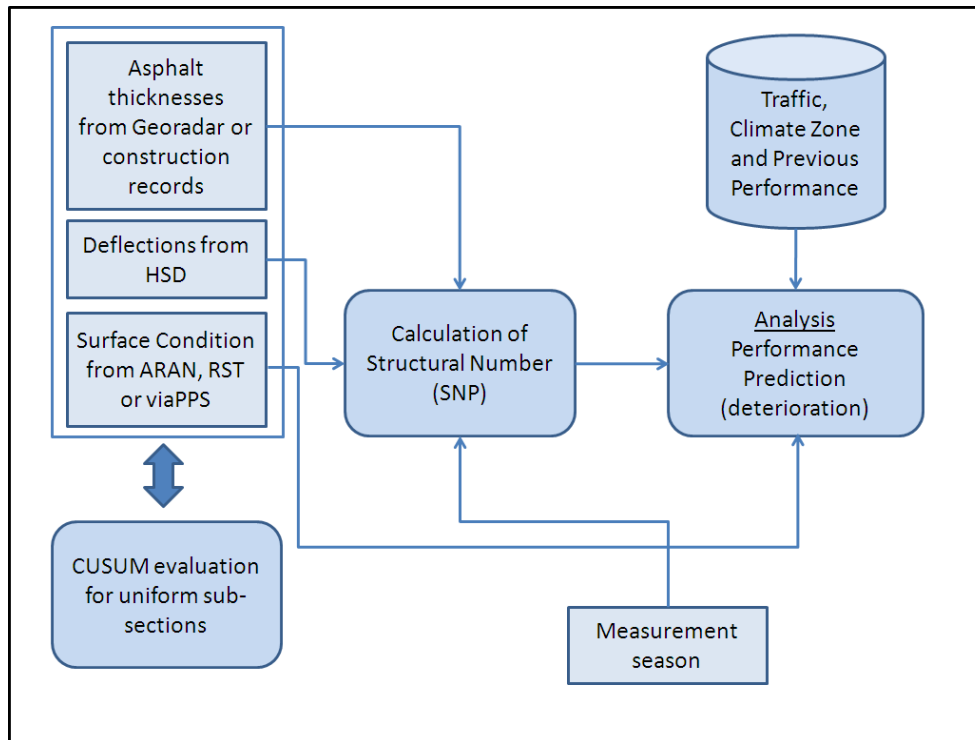 Asphalt
thicknesses
from Georadar or
construction
records
Deflections from
HSD
Surface Condition
from ARAN, RST
or viaPPS
CUSUM evaluation
for uniform sub-
sections
Calculation of
Structural Number
(SNP)
Traffic,
Climate Zone
and Previous
Performance
Analysis
Performance
Prediction
(deterioration)
Measurement
season